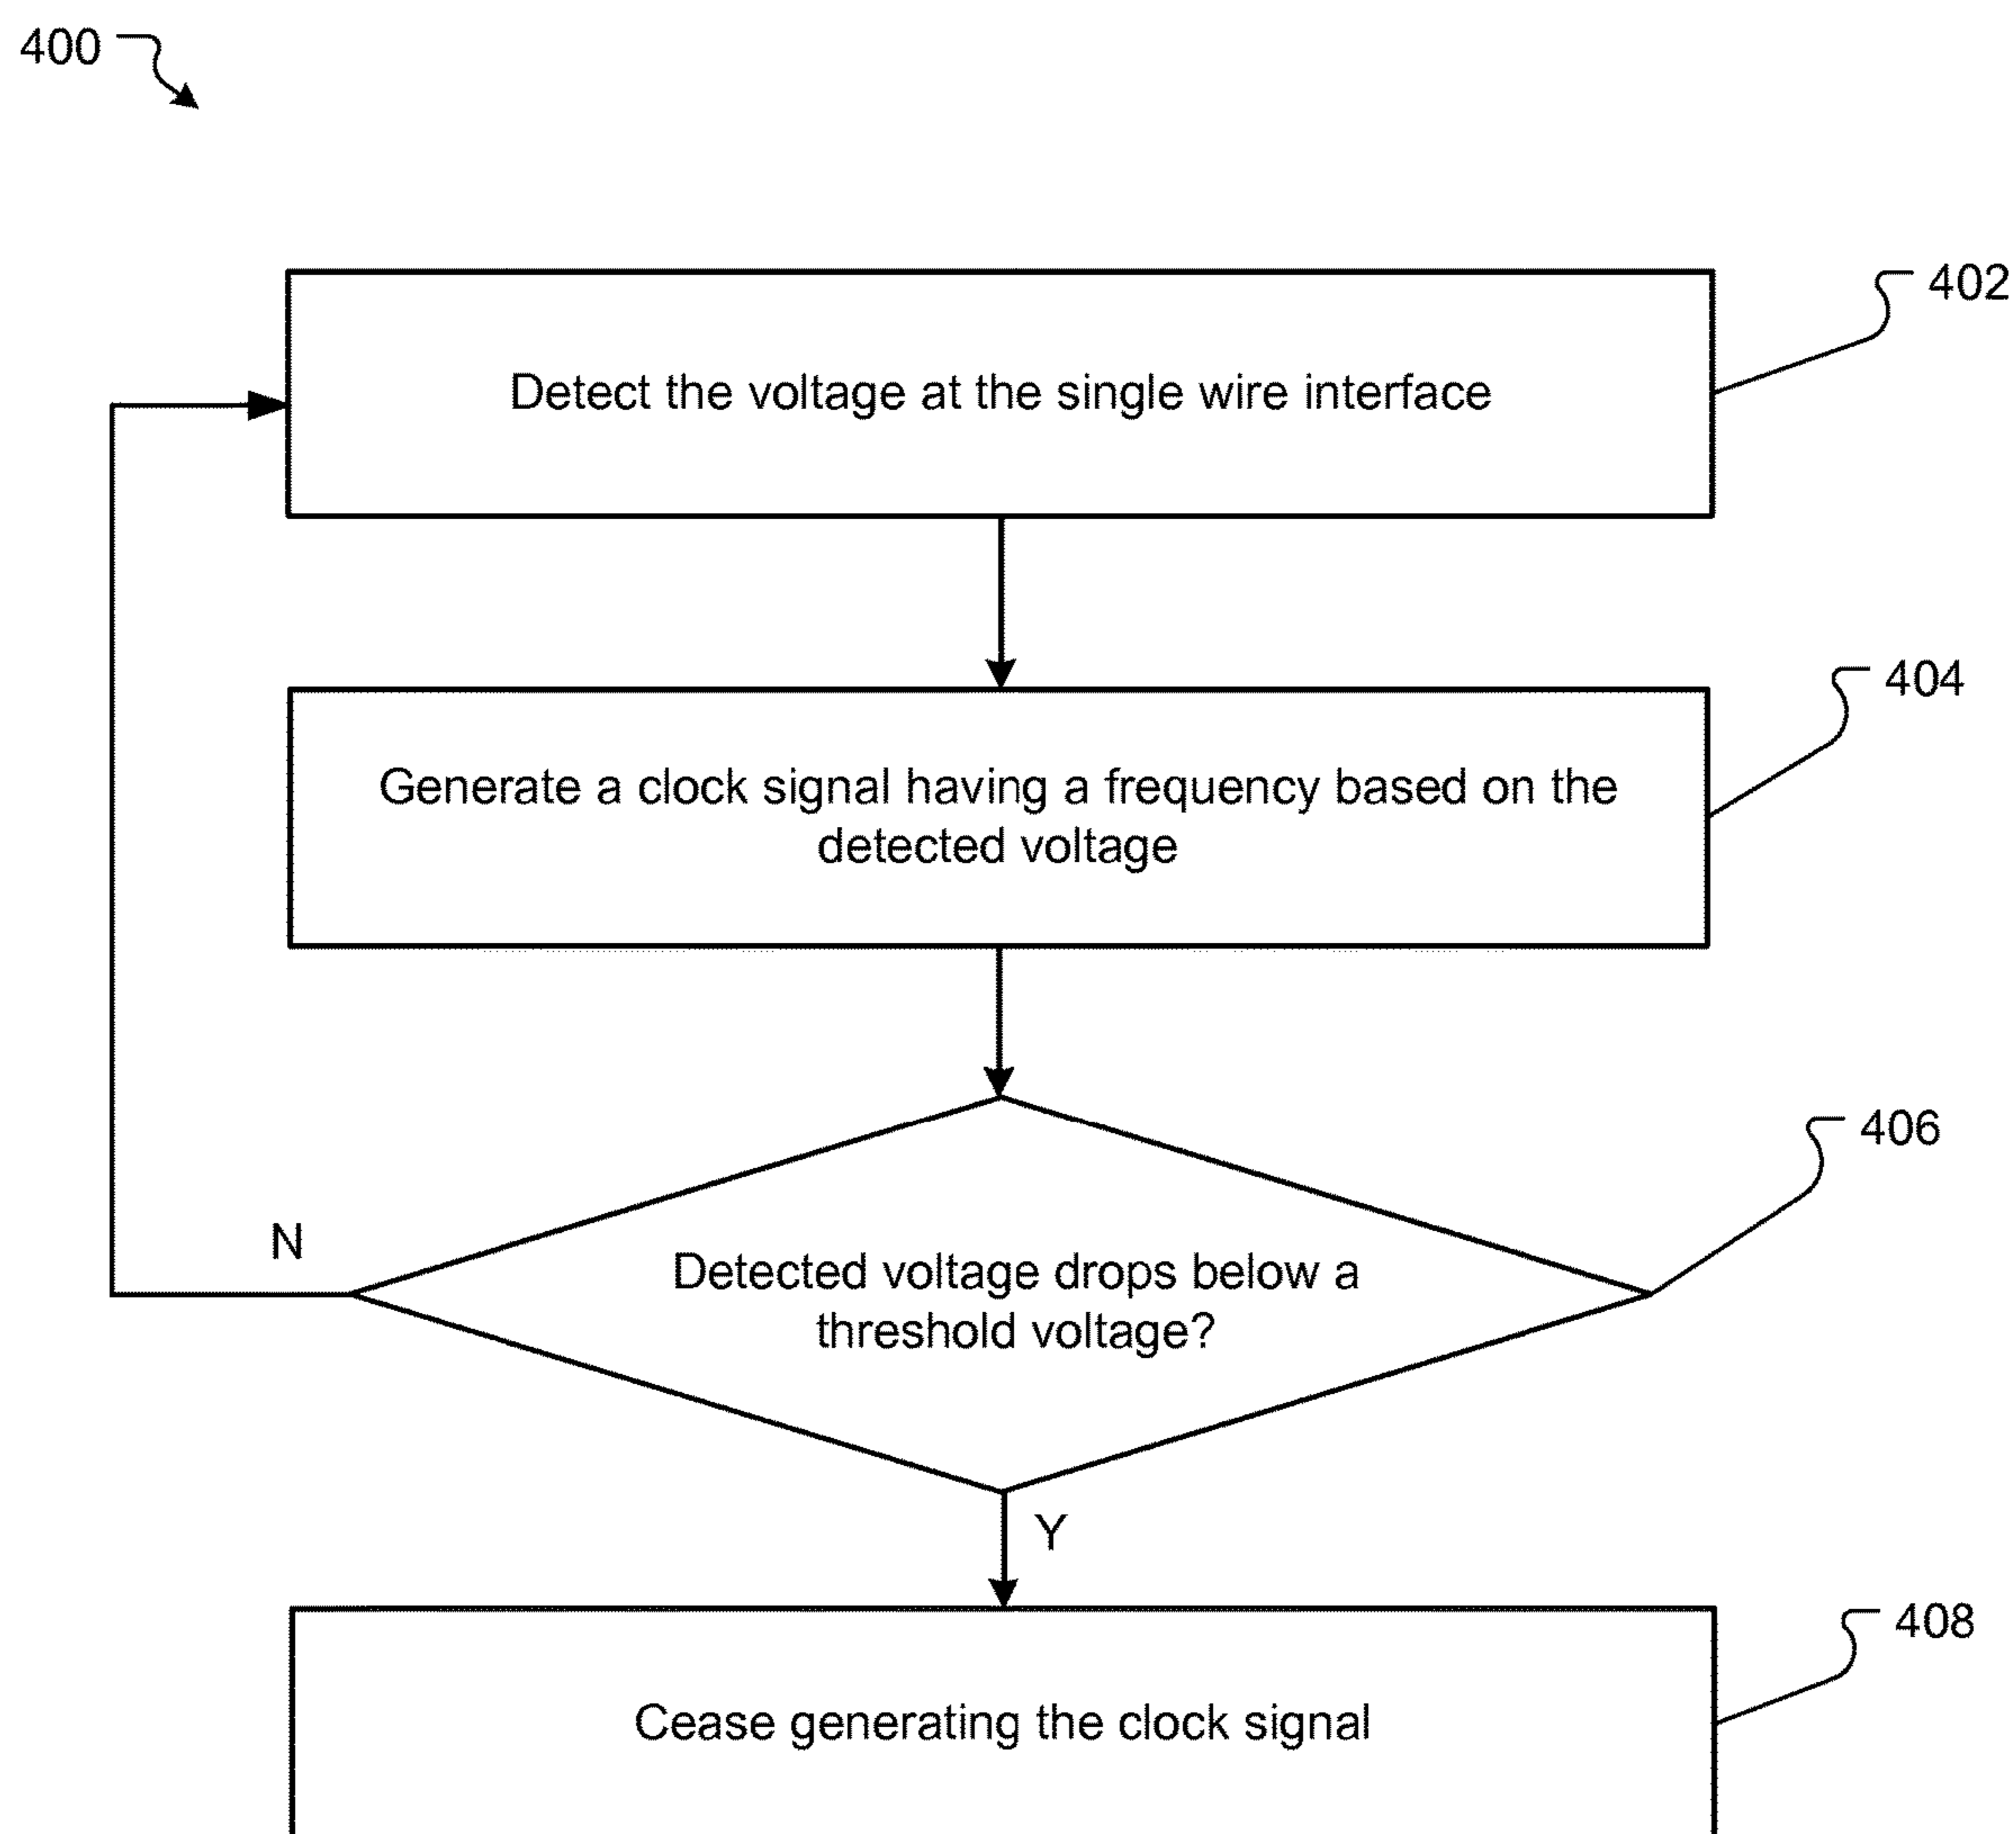 400
402
Detect the voltage at the single wire interface
404
Generate a clock signal having a frequency based on the
detected voltage
406
N
Detected voltage drops below a
threshold voltage?
Y
408
Cease generating the clock signal